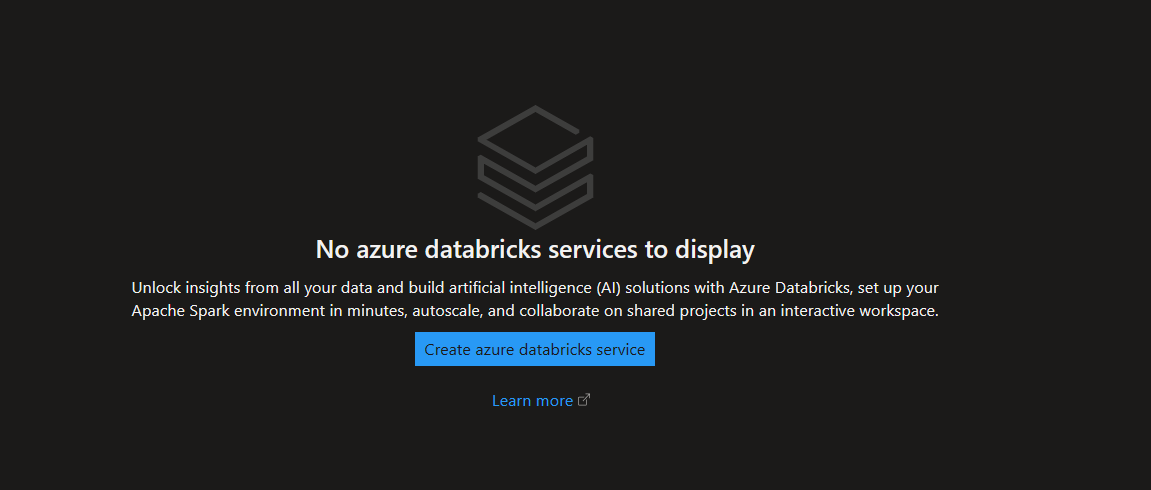 No azure databricks services to display
Unlock insights from all your data and build artificial intelligence (AI) solutions with Azure Databricks, set up your
Apache Spark environment in minutes, autoscale, and collaborate on shared projects in an interactive workspace.
Create azure databricks service
Learn more